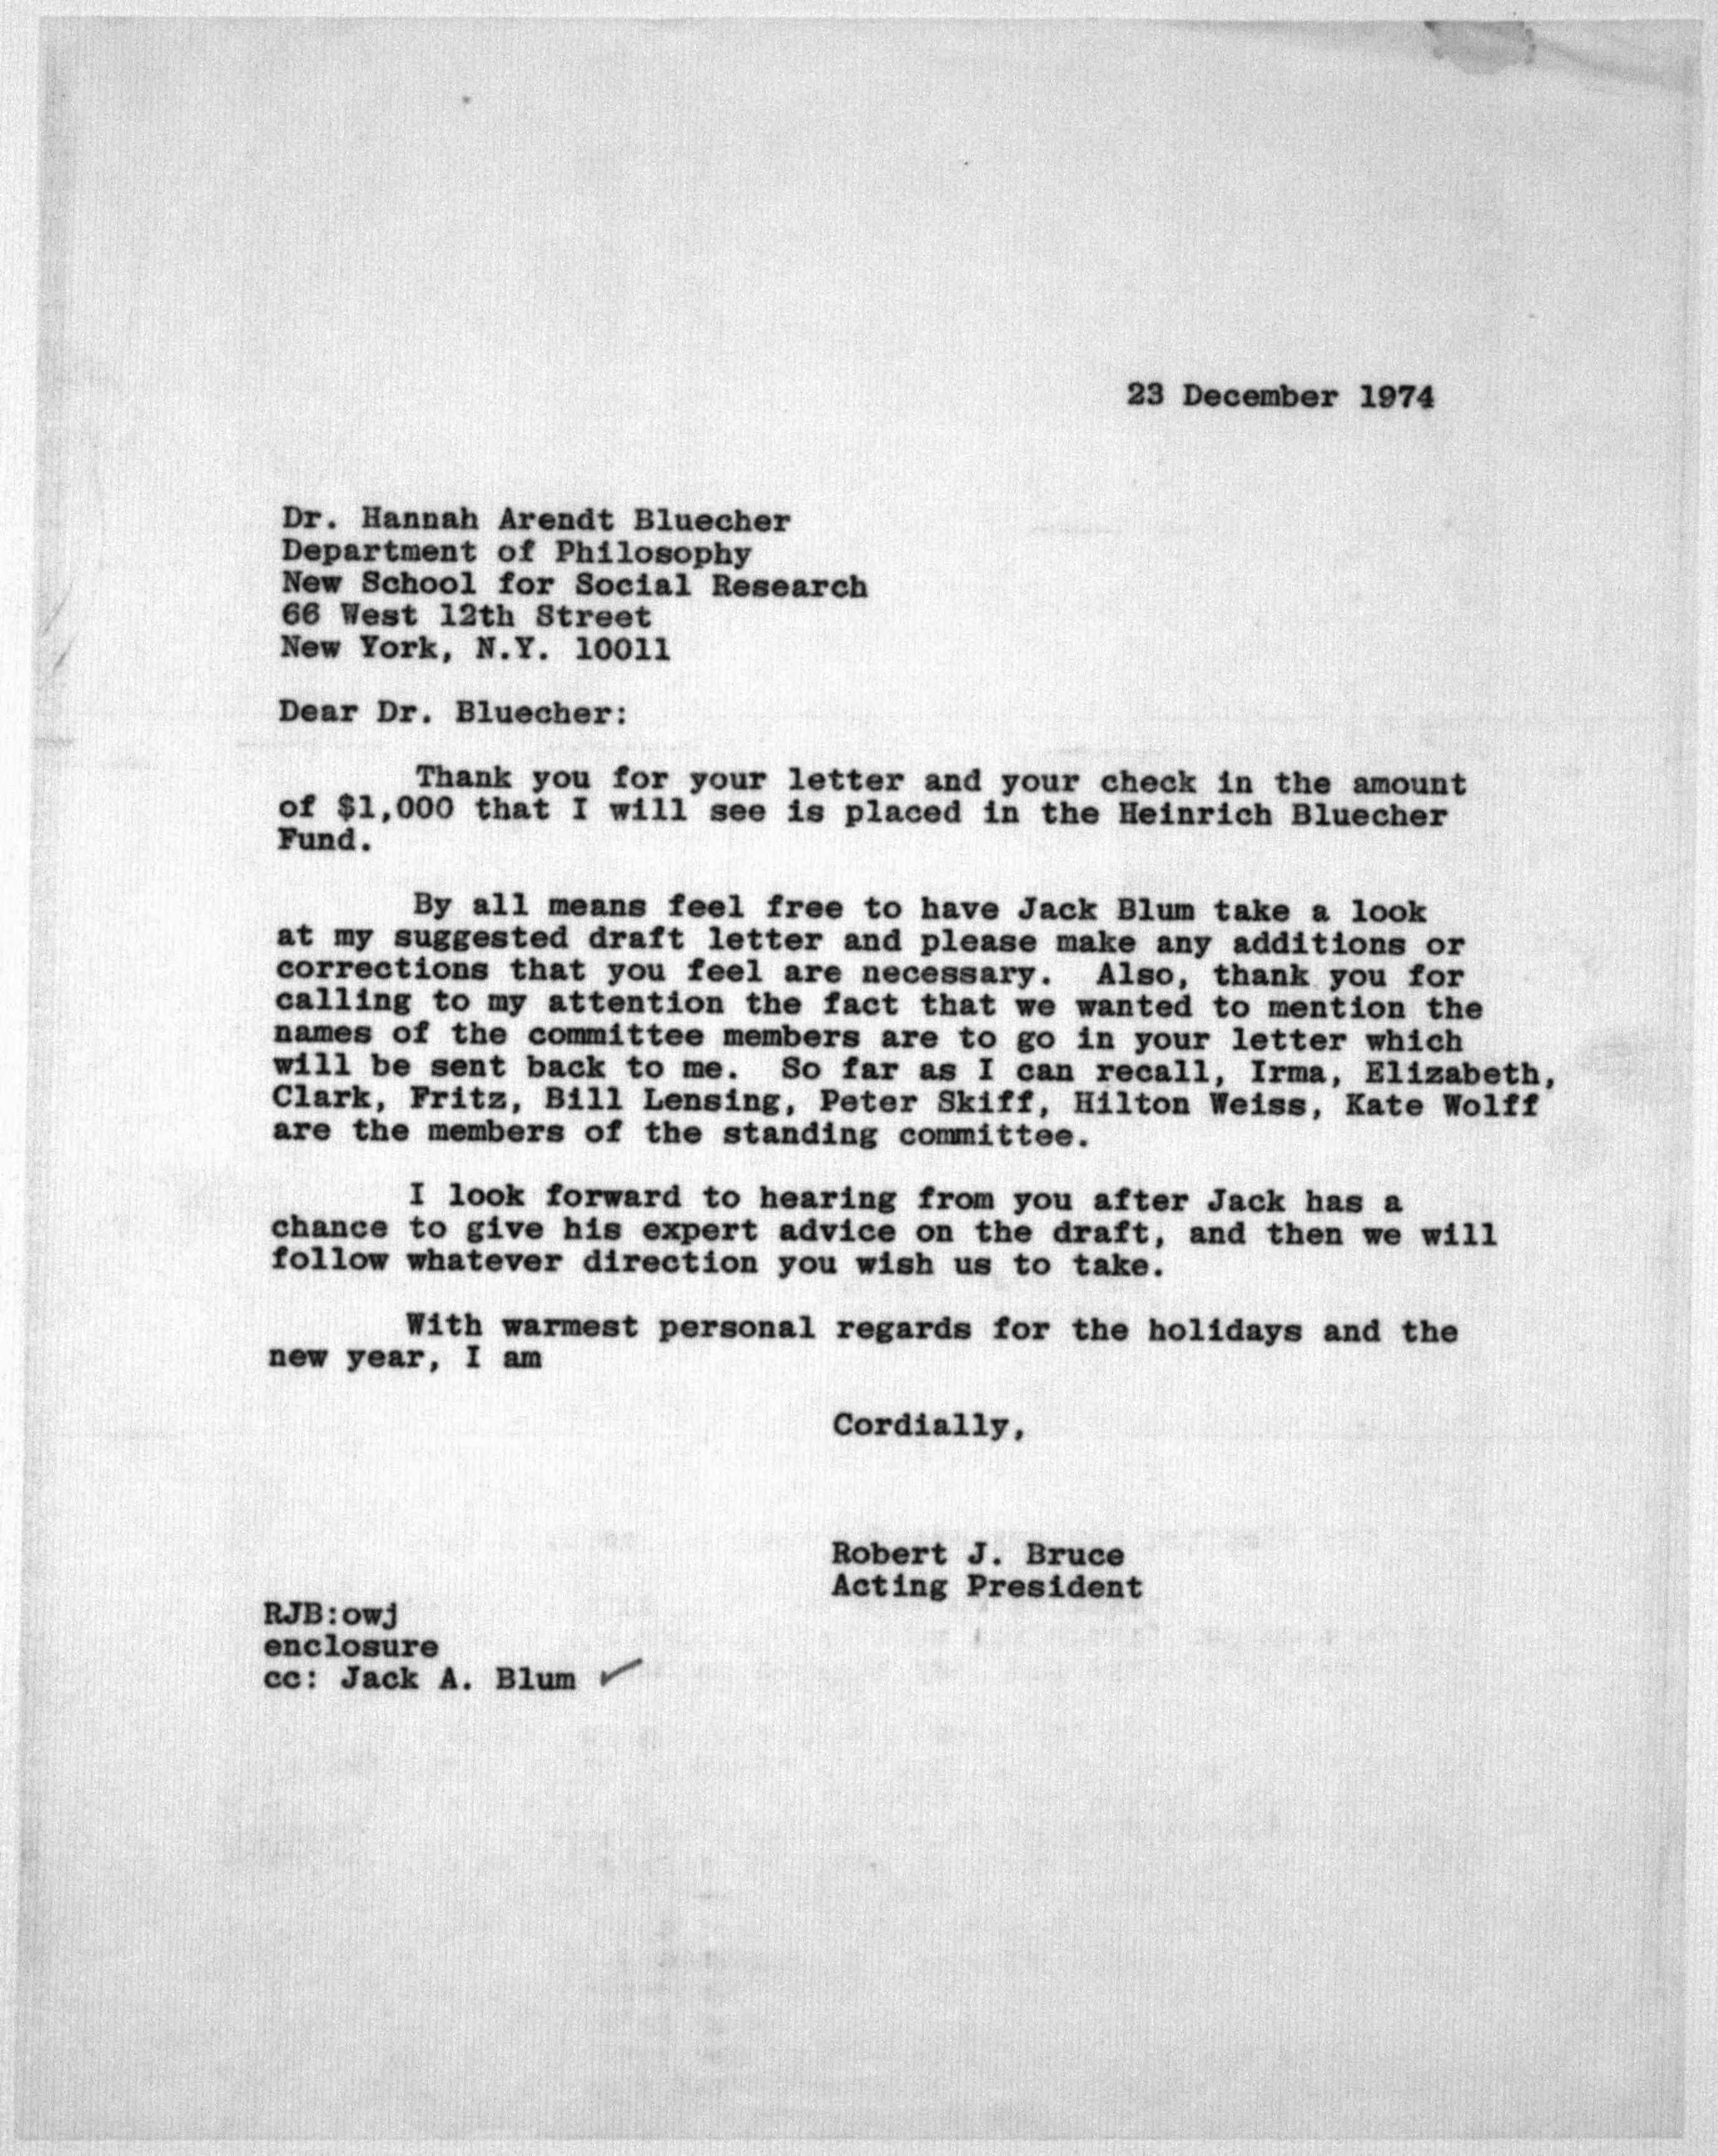 23 December 1974
Dr. Hannah Arendt Bluecher
Department of Philosophy
New School for Social Research
66 West 12th Street
New York, N.Y. 10011
Dear Dr. Bluecher:
Thank you for your letter and your check in the amount
of $1,000 that I will see is placed in the Heinrich Bluecher
Fund.
By all means feel free to have Jack Blum take a look
at my suggested draft letter and please make any additions or
corrections that you feel are necessary. Also, thank you for
calling to my attention the fact that we wanted to mention the
names of the committee members are to go in your letter which
will be sent back to me. So far as I can recall, Irma, Elizabeth,
Clark, Fritz, Bill Lensing, Peter Skiff, Hilton Weiss, Kate Wolff
are the members of the standing committee.
I look forward to hearing from you after Jack has a
chance to give his expert advice on the draft, and then we will
follow whatever direction you wish us to take.
With warmest personal regards for the holidays and the
new year, I am
Cordially,
Robert J. Bruce
Acting President
RJB:owj
enclosure
cc: Jack A. Blum ✓